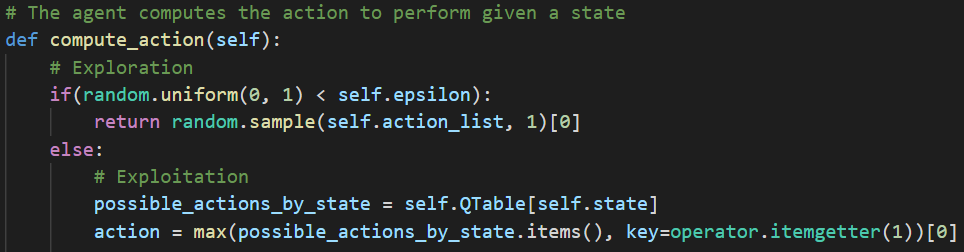 # The agent computes the action to perform given a state
def compute_action(self):
    # Exploration
    if(random.uniform(0, 1) < self.epsilon):
        return random.sample(self.action_list, 1)[0]
    else:
        # Exploitation
        possible_actions_by_state = self.QTable[self.state]
        action = max(possible_actions_by_state.items(), key=operator.itemgetter(1))[0]